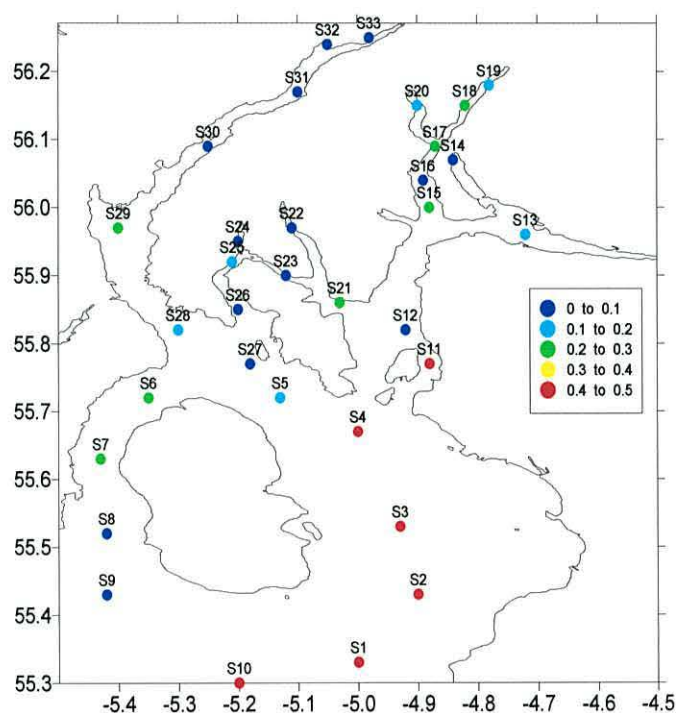 S32 S33
56.2
S31
S20 S19
S18
56.1
S30
S17
S14
S16
S15
56.0
S29
S24 S22
S13
55.9
S25
S23
S21
S26
S28
S12
55.8
S27
S11
S6
S5
55.7
S4
S7
55.6
S3
S8
55.5
S9
S2
55.4
S1
S10
55.3
-5.4 -5.3 -5.2 -5.1 -5.0 -4.9 -4.8 -4.7 -4.6 -4.5
0 to 0.1
0.1 to 0.2
0.2 to 0.3
0.3 to 0.4
0.4 to 0.5